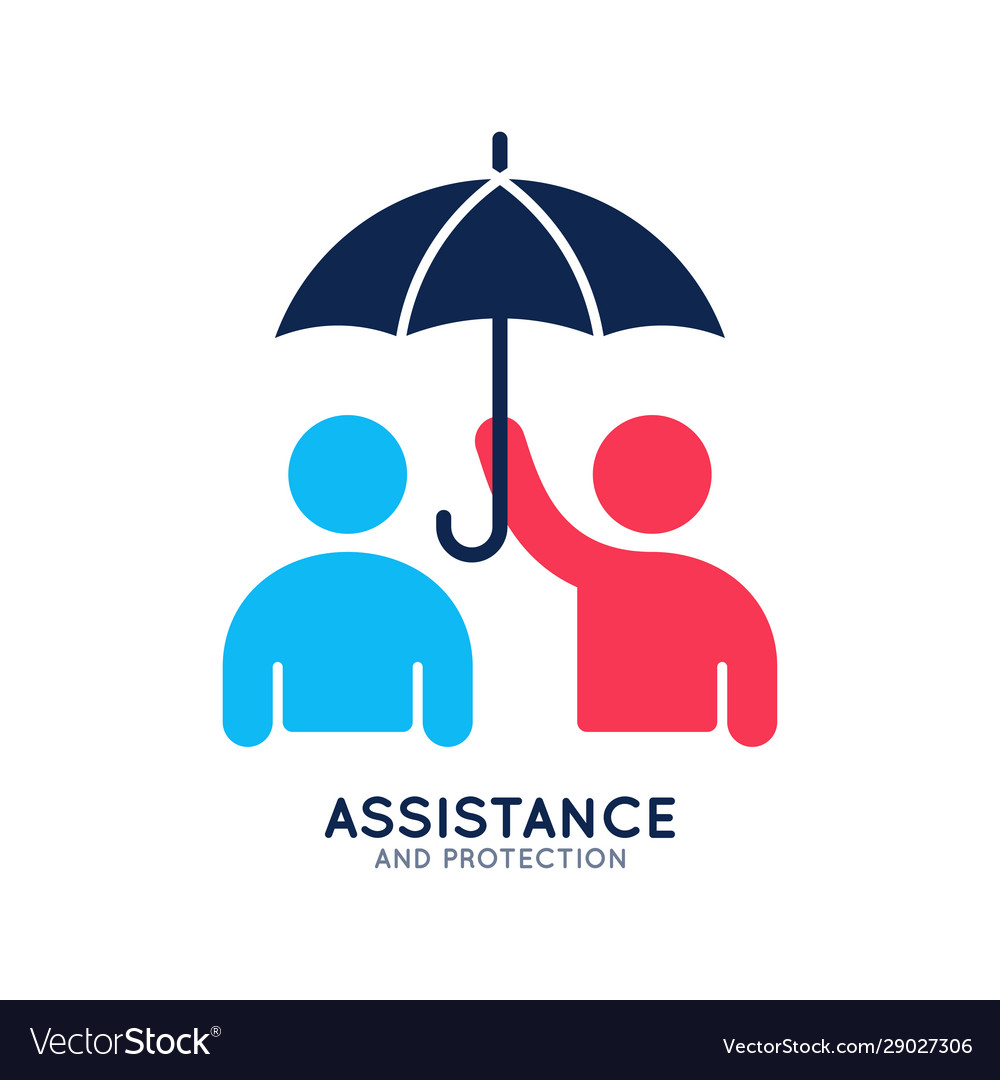 ASSISTANCE
AND PROTECTION
VectorStock®
VectorStock.com/29027306